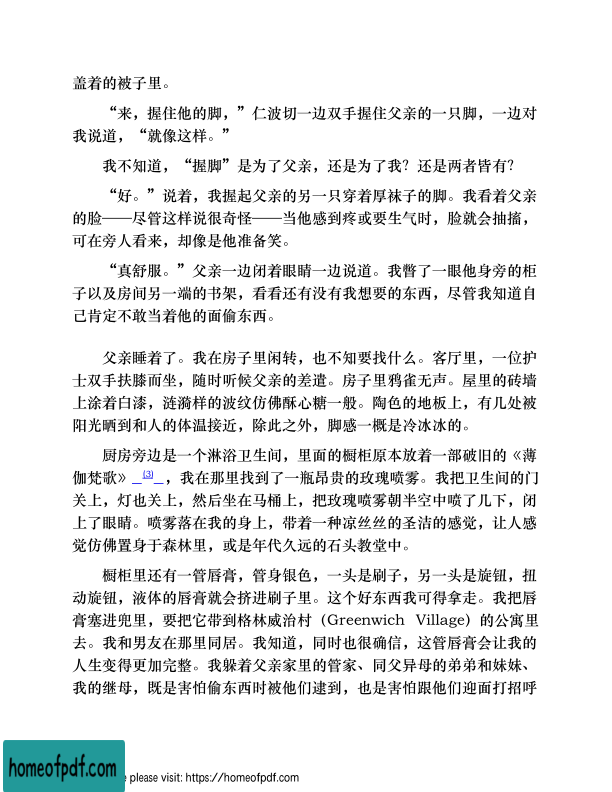 盖着的被子里。
“来，握住他的脚，”仁波切一边双手握住父亲的一只脚，一边对
我说道，“就像这样。”
我不知道，“握脚”是为了父亲，还是为了我？还是两者皆有？
“好。”说着，我握起父亲的另一只穿着厚袜子的脚。我看着父亲
的脸——尽管这样说很奇怪——当他感到疼或要生气时，脸就会抽搐，
可在旁人看来，却像是他准备笑。
“真舒服。”父亲一边闭着眼睛一边说道。我瞥了一眼他身旁的柜
子以及房间另一端的书架，看看还有没有我想要的东西，尽管我知道自
己肯定不敢当着他的面偷东西。
父亲睡着了。我在房子里闲转，也不知要找什么。客厅里，一位护
士双手扶膝而坐，随时听候父亲的差遣。房子里鸦雀无声。屋里的砖墙
上涂着白漆，涟漪样的波纹仿佛酥心糖一般。陶色的地板上，有几处被
阳光晒到和人的体温接近，除此之外，脚感一概是冷冰冰的。
厨房旁边是一个淋浴卫生间，里面的橱柜原本放着一部破旧的《薄
伽梵歌》_{3}_，我在那里找到了一瓶昂贵的玫瑰喷雾。我把卫生间的门
关上，灯也关上，然后坐在马桶上，把玫瑰喷雾朝半空中喷了几下，闭
上了眼睛。喷雾落在我的身上，带着一种凉丝丝的圣洁的感觉，让人感
觉仿佛置身于森林里，或是年代久远的石头教堂中。
橱柜里还有一管唇膏，管身银色，一头是刷子，另一头是旋钮，扭
动旋钮，液体的唇膏就会挤进刷子里。这个好东西我可得拿走。我把唇
膏塞进兜里，要把它带到格林威治村（Greenwich Village）的公寓里
去。我和男友在那里同居。我知道，同时也很确信，这管唇膏会让我的
人生变得更加完整。我躲着父亲家里的管家、同父异母的弟弟和妹妹、
我的继母，既是害怕偷东西时被他们逮到，也是害怕跟他们迎面打招呼
homeofpdf.com
e please visit: https://homeofpdf.com